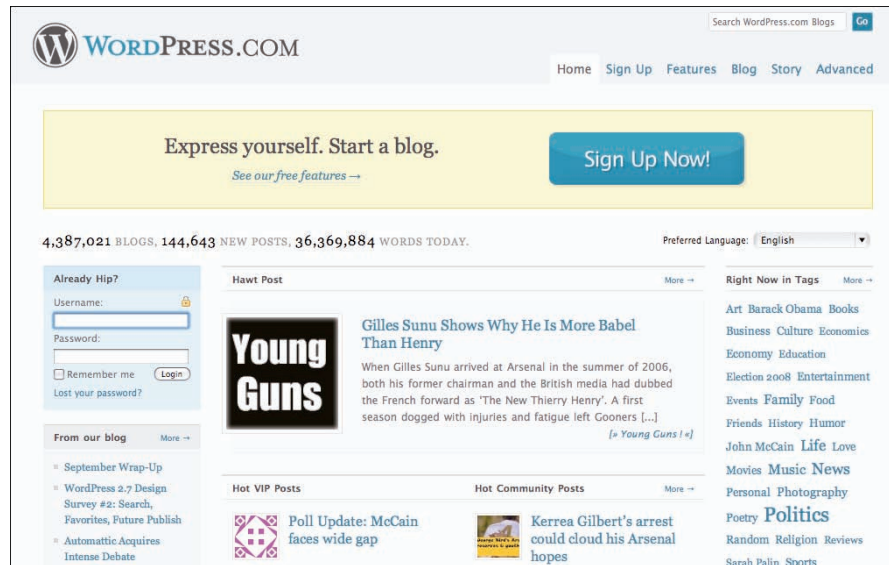 Search WordPress.com Blogs Go
WORDPRESS.COM
Home Sign Up Features Blog Story Advanced
Express yourself. Start a blog.
See our free features →
Sign Up Now!
4,387,021 BLOGS, 144,643 NEW POSTS, 36,369,884 WORDS TODAY.
Preferred Language: English
Already Hip?
Username:
Password:
Remember me Login
Lost your password?
From our blog More →
September Wrap-Up
WordPress 2.7 Design
Survey #2: Search,
Favorites, Future Publish
Automattic Acquires
Intense Debate
Hawt Post More →
Young
Guns
Gilles Sunu Shows Why He Is More Babel
Than Henry
When Gilles Sunu arrived at Arsenal in the summer of 2006,
both his former chairman and the British media had dubbed
the French forward as 'The New Thierry Henry'. A first
season dogged with injuries and fatigue left Gooners [...]
[» Young Guns ! «]
Hot VIP Posts
Poll Update: McCain
faces wide gap
Hot Community Posts More →
Kerrea Gilbert's arrest
could cloud his Arsenal
hopes
Right Now in Tags More →
Art Barack Obama Books
Business Culture Economics
Economy Education
Election 2008 Entertainment
Events Family Food
Friends History Humor
John McCain Life Love
Movies Music News
Personal Photography
Poetry Politics
Random Religion Reviews
Sarah Palin Sports